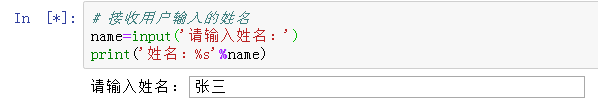 In [*]: # 接收用户输入的姓名
name=input('请输入姓名：')
print('姓名：%s'%name)
请输入姓名： 张三